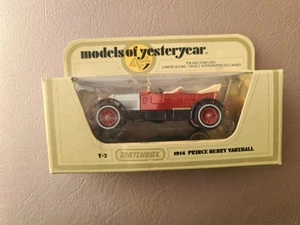 models of yesteryear.
Y-2
MATCHBOX
1914 PRINCE HENRY VAUXHALL